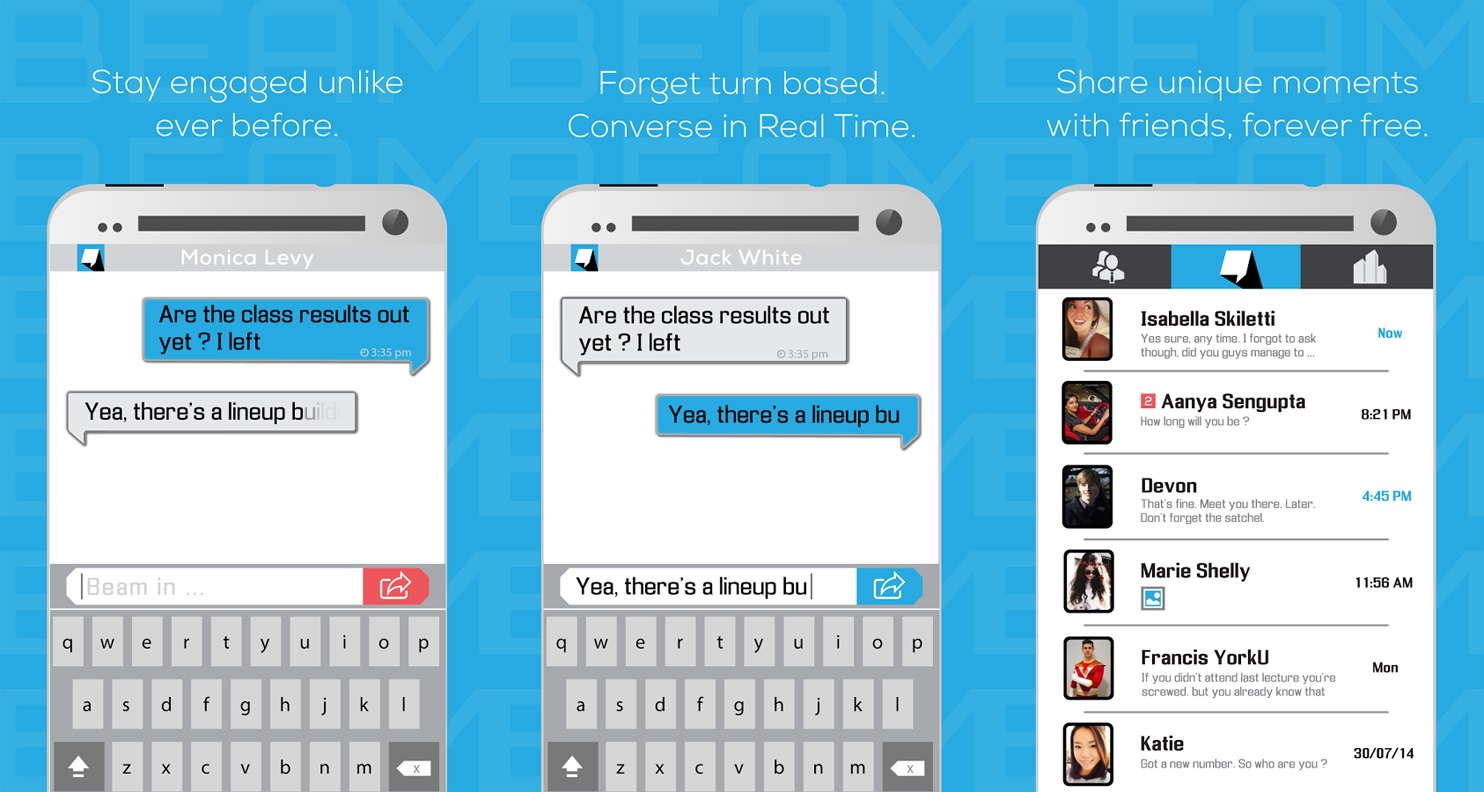 BEAM BEAM BEAM
Stay engaged unlike
ever before.
Monica Levy
Are the class results out
yet ? I left
3:35 pm
Yea, there's a lineup buildi
Beam in ...
q w e r t y u i o p
a s d f g h j k l
z x c v b n m x
Forget turn based.
Converse in Real Time.
Jack White
Are the class results out
yet ? I left
3:35 pm
Yea, there's a lineup bu
Yea, there's a lineup bu
q w e r t y u i o p
a s d f g h j k l
z x c v b n m x
Share unique moments
with friends, forever free.
Isabella Skiletti
Yes sure, any time. I forgot to ask
though, did you guys manage to ...
Now
2 Aanya Sengupta
How long will you be ?
8:21 PM
Devon
That's fine. Meet you there. Later.
Don't forget the satchel.
4:45 PM
Marie Shelly
11:56 AM
Francis YorkU
If you didn't attend last lecture you're
screwed. but you already know that
Mon
Katie
Got a new number. So who are you ?
30/07/14